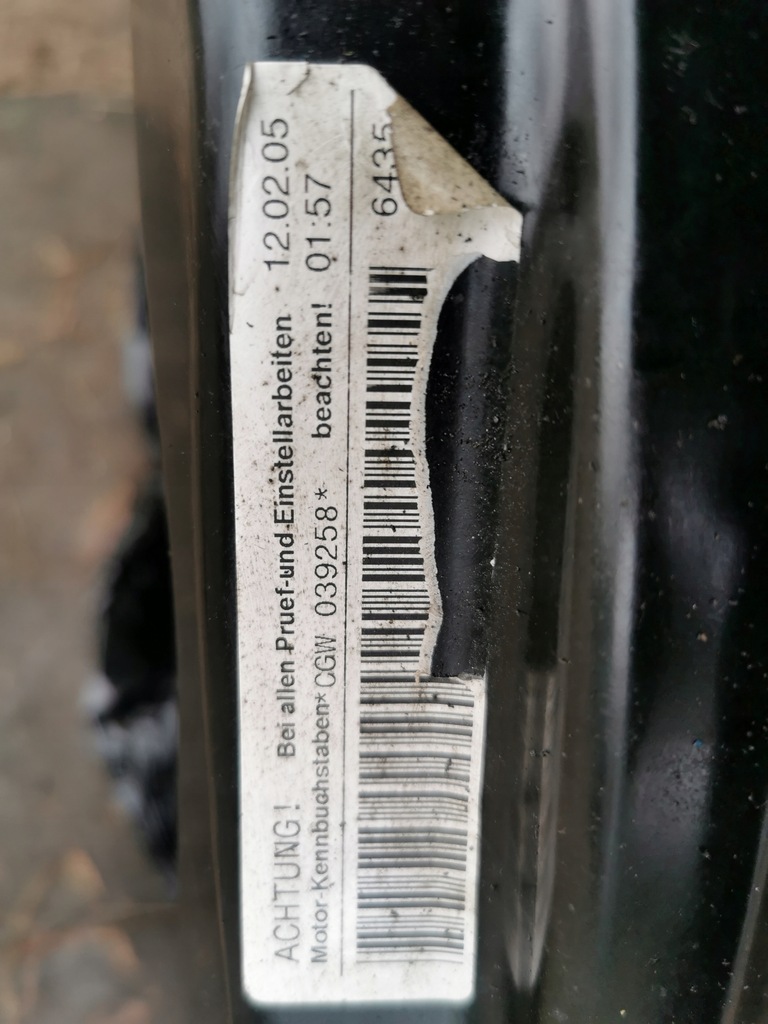 ACHTUNG! Bei allen Pruef-und-Einstellarbeiten 12.02.05
Motor-Kennbuchstaben*CGW 039258* beachten! 01:57
6435